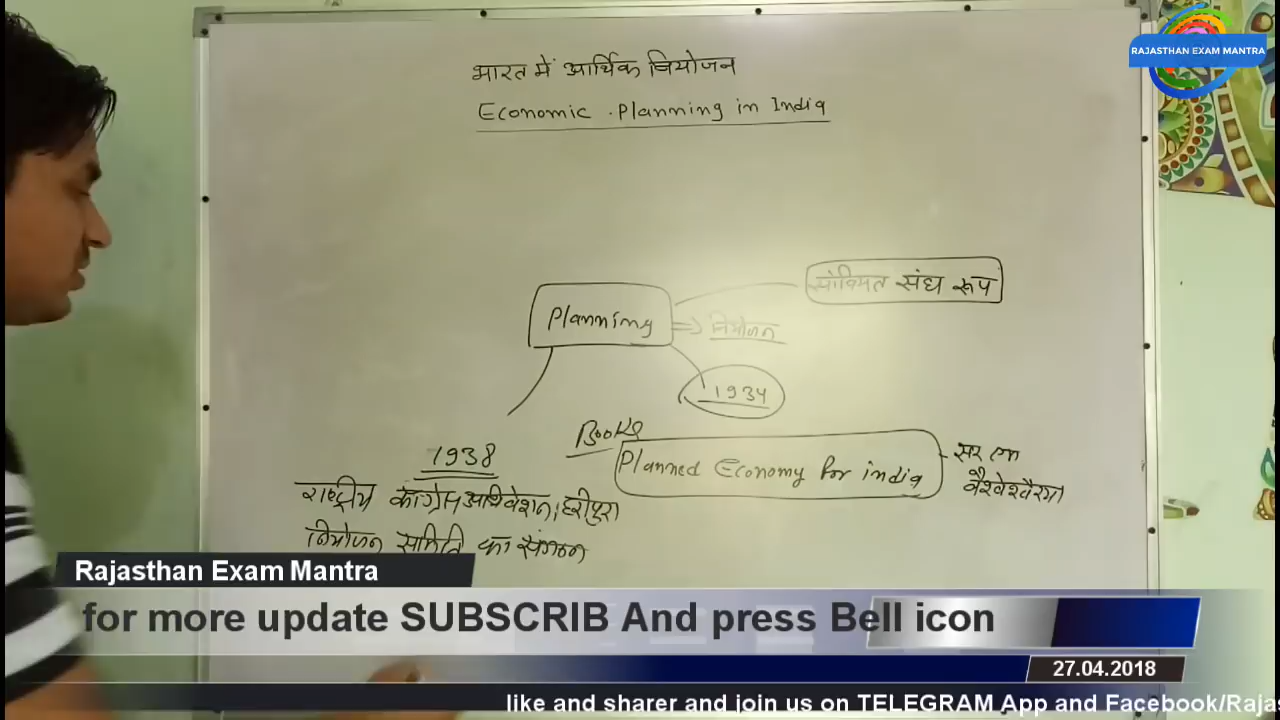 RAJASTHAN EXAM MANTRA
भारत में आर्थिक नियोजन
Economic Planning in India
सोवियत संघ रूप
Planning
नियोजन
1934
Books
Planned Economy for india
सर एम
वैश्वेश्वरैया
1938
राष्ट्रीय कांग्रेस अधिवेशन, हरीपुरा
नियोजन समिति का संगठन
Rajasthan Exam Mantra
for more update SUBSCRIB And press Bell icon
27.04.2018
like and sharer and join us on TELEGRAM App and Facebook/Rajas